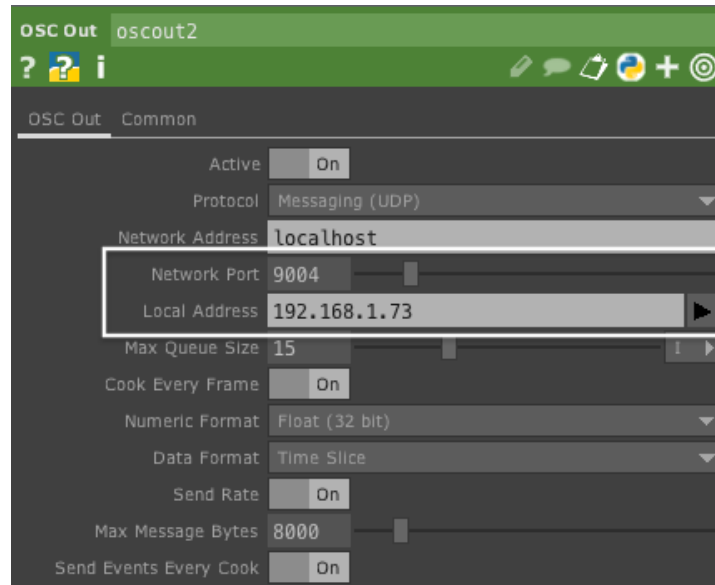 OSC Out oscout2
? ? i
OSC Out Common
Active On
Protocol Messaging (UDP)
Network Address localhost
Network Port 9004
Local Address 192.168.1.73
Max Queue Size 15 I
Cook Every Frame On
Numeric Format Float (32 bit)
Data Format Time Slice
Send Rate On
Max Message Bytes 8000
Send Events Every Cook On